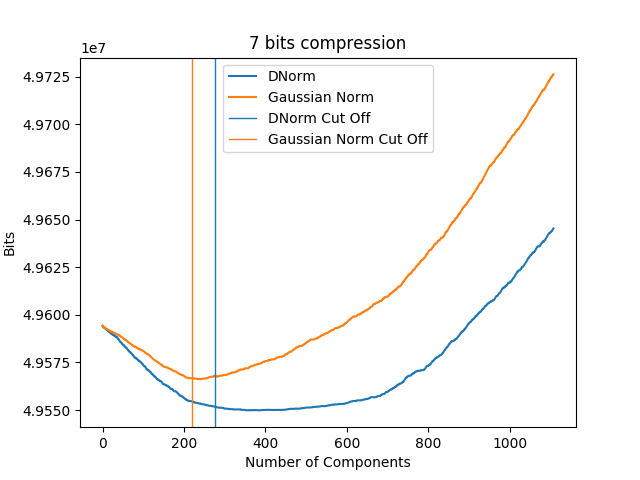 7 bits compression
1e7
4.9725
4.9700
4.9675
4.9650
4.9625
4.9600
4.9575
4.9550
Bits
DNorm
Gaussian Norm
DNorm Cut Off
Gaussian Norm Cut Off
0 200 400 600 800 1000
Number of Components